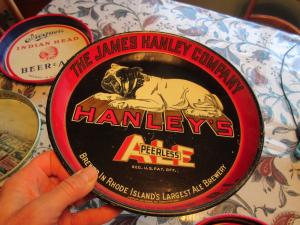 THE JAMES HANLEY COMPANY
HANLEY'S
PEERLESS
ALE
REG. U.S. PAT. OFF.
BREWED IN RHODE ISLAND'S LARGEST ALE BREWERY
INDIAN HEAD
BEER